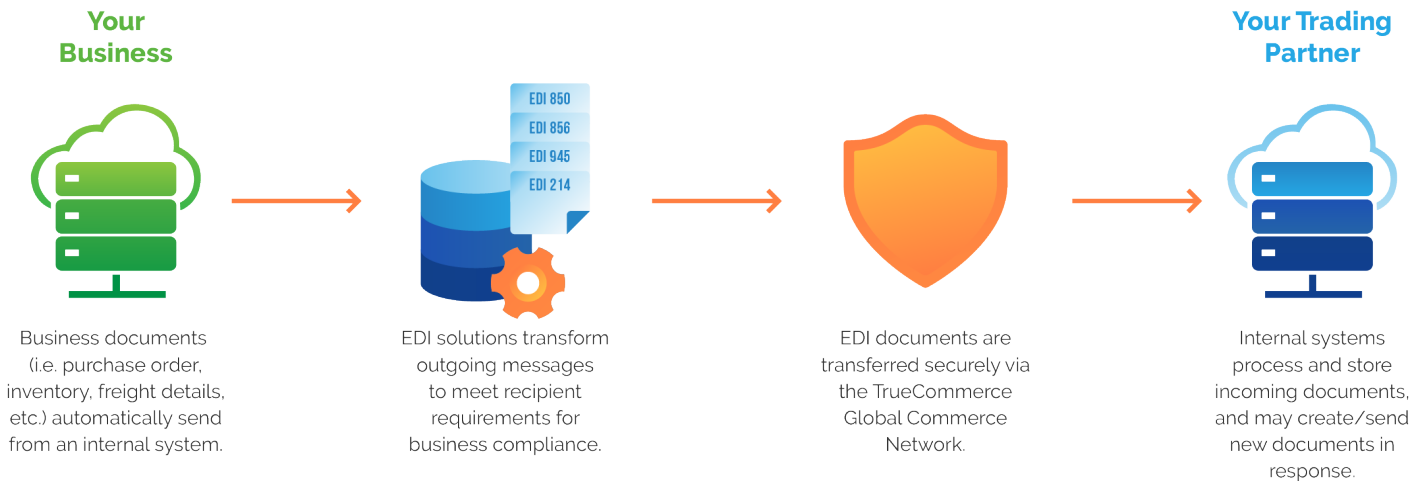 Your
Business
Your Trading
Partner
EDI 850
EDI 856
EDI 945
EDI 214
Business documents
(i.e. purchase order,
inventory, freight details,
etc.) automatically send
from an internal system.
EDI solutions transform
outgoing messages
to meet recipient
requirements for
business compliance.
EDI documents are
transferred securely via
the TrueCommerce
Global Commerce
Network.
Internal systems
process and store
incoming documents,
and may create/send
new documents in
response.